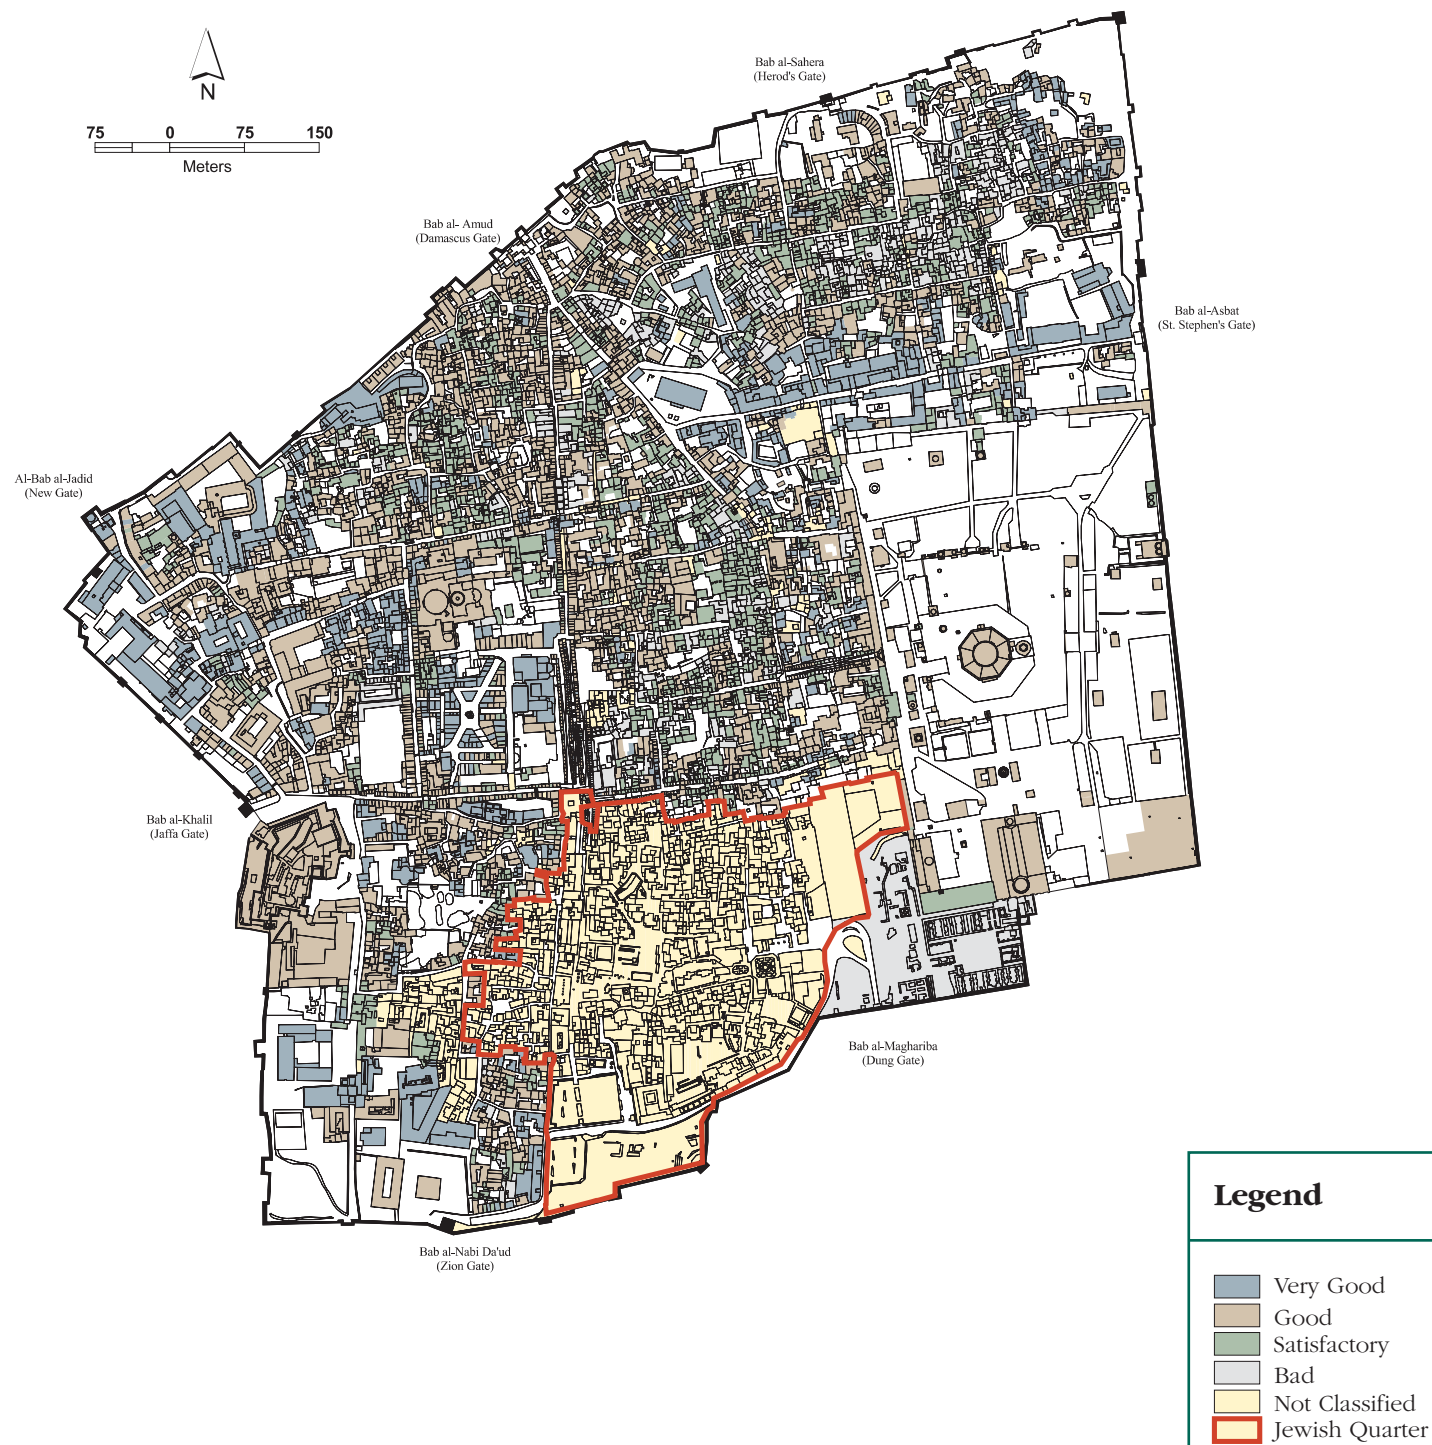 Bab al-Sahera
(Herod's Gate)
N
75 0 75 150
Meters
Bab al- Amud
(Damascus Gate)
Bab al-Asbat
(St. Stephen's Gate)
Al-Bab al-Jadid
(New Gate)
Bab al-Khalil
(Jaffa Gate)
Bab al-Maghariba
(Dung Gate)
Bab al-Nabi Da'ud
(Zion Gate)
Legend
Very Good
Good
Satisfactory
Bad
Not Classified
Jewish Quarter